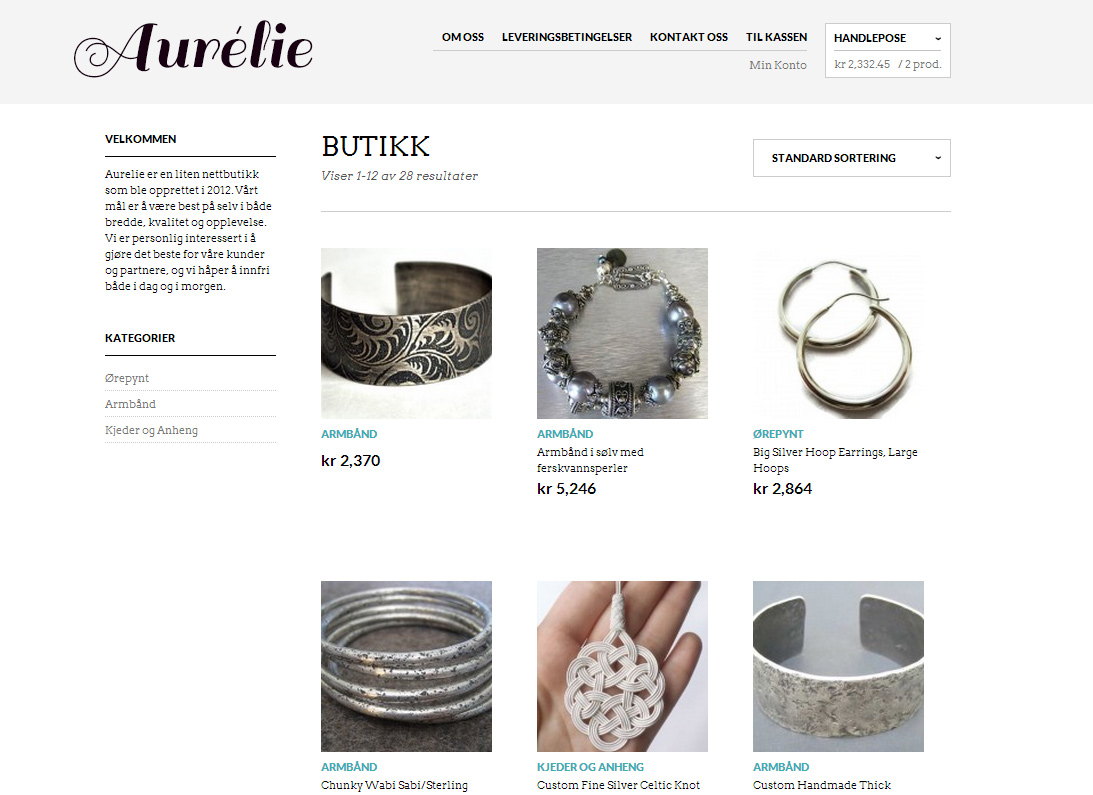 Aurélie
OM OSS LEVERINGSBETINGELSER KONTAKT OSS TIL KASSEN
Min Konto
HANDLEPOSE
kr 2,332.45 / 2 prod.
VELKOMMEN
Aurelie er en liten nettbutikk
som ble opprettet i 2012. Vårt
mål er å være best på selv i både
bredde, kvalitet og opplevelse.
Vi er personlig interessert i å
gjøre det beste for våre kunder
og partnere, og vi håper å innfri
både i dag og i morgen.
KATEGORIER
Ørepynt
Armbånd
Kjeder og Anheng
BUTIKK
Viser 1-12 av 28 resultater
STANDARD SORTERING
ARMBÅND
kr 2,370
ARMBÅND
Armbånd i sølv med
ferskvannsperler
kr 5,246
ØREPYNT
Big Silver Hoop Earrings, Large
Hoops
kr 2,864
ARMBÅND
Chunky Wabi Sabi/Sterling
KJEDER OG ANHENG
Custom Fine Silver Celtic Knot
ARMBÅND
Custom Handmade Thick